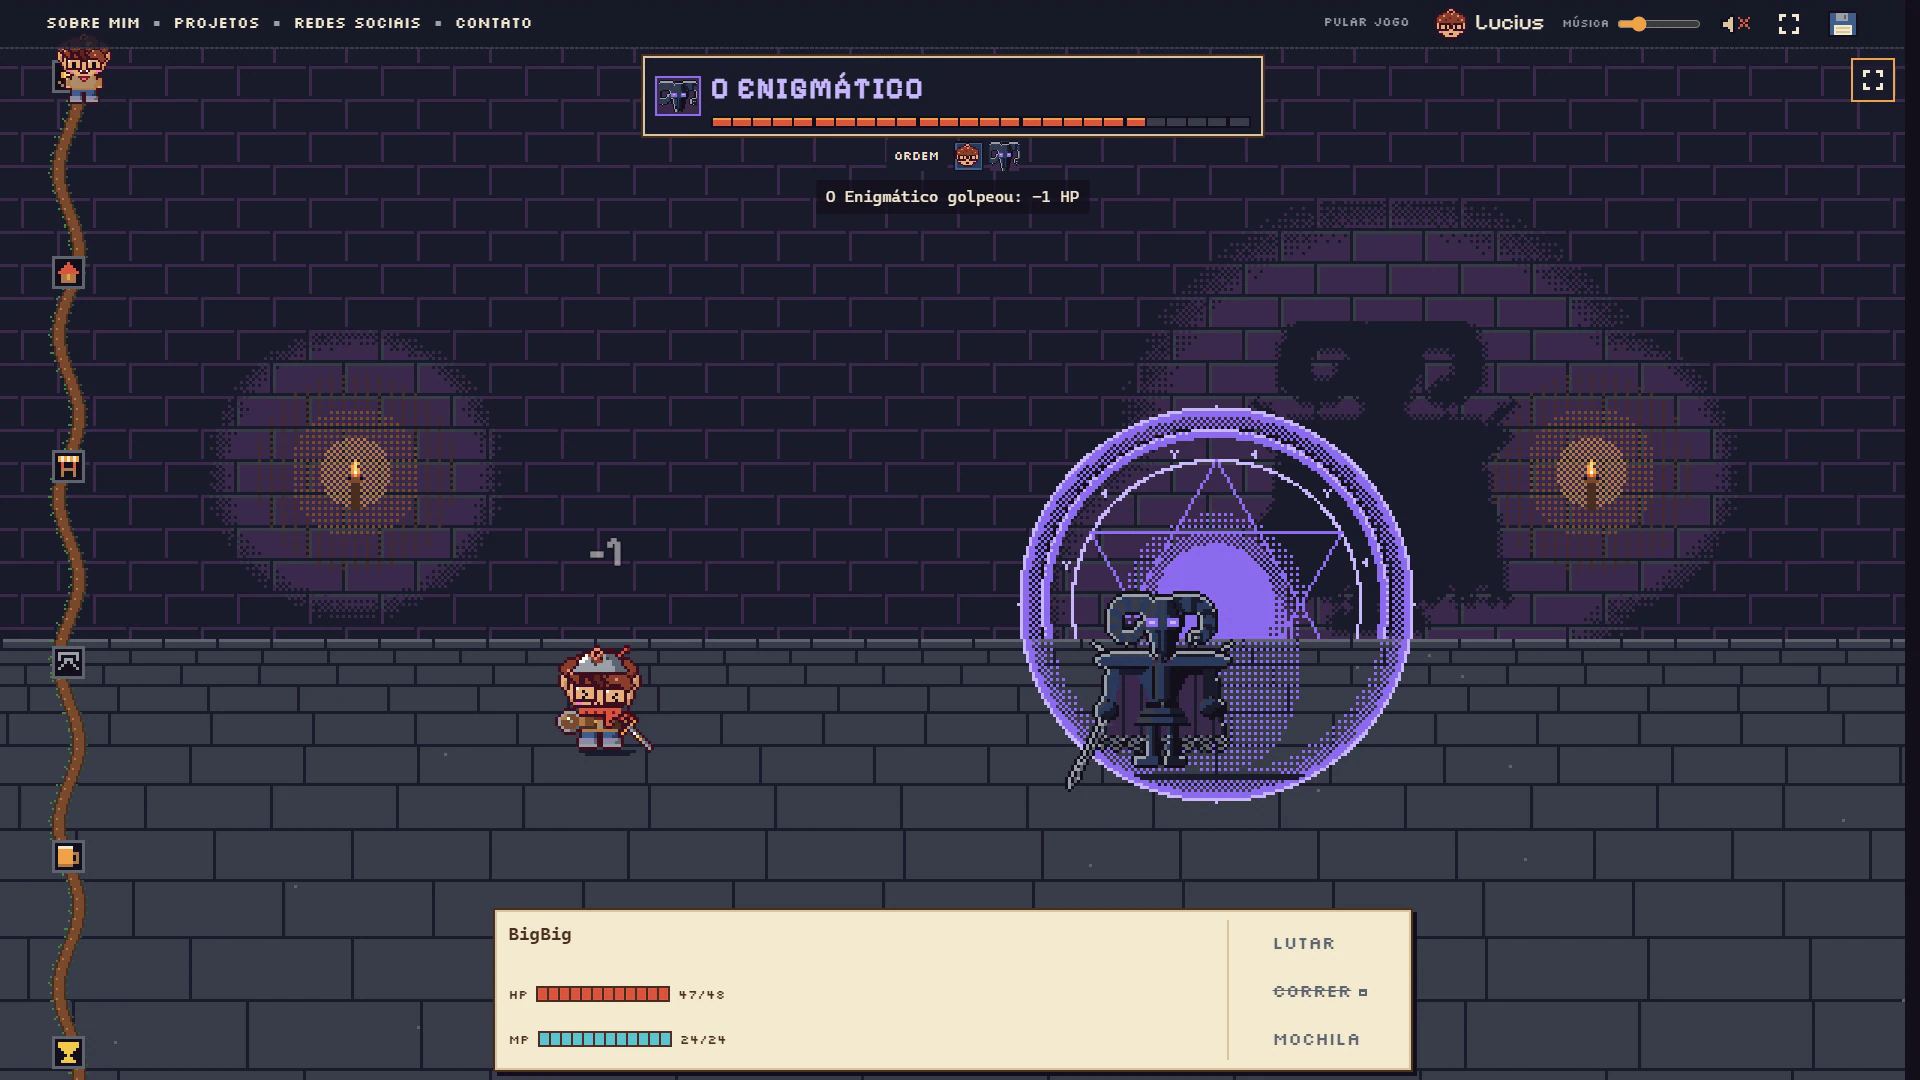 SOBRE MIM ▪ PROJETOS ▪ REDES SOCIAIS ▪ CONTATO
PULAR JOGO
Lucius
MÚSICA
O ENIGMÁTICO
ORDEM
O Enigmático golpeou: -1 HP
-1
BigBig
HP 47/48
MP 24/24
LUTAR
CORRER
MOCHILA